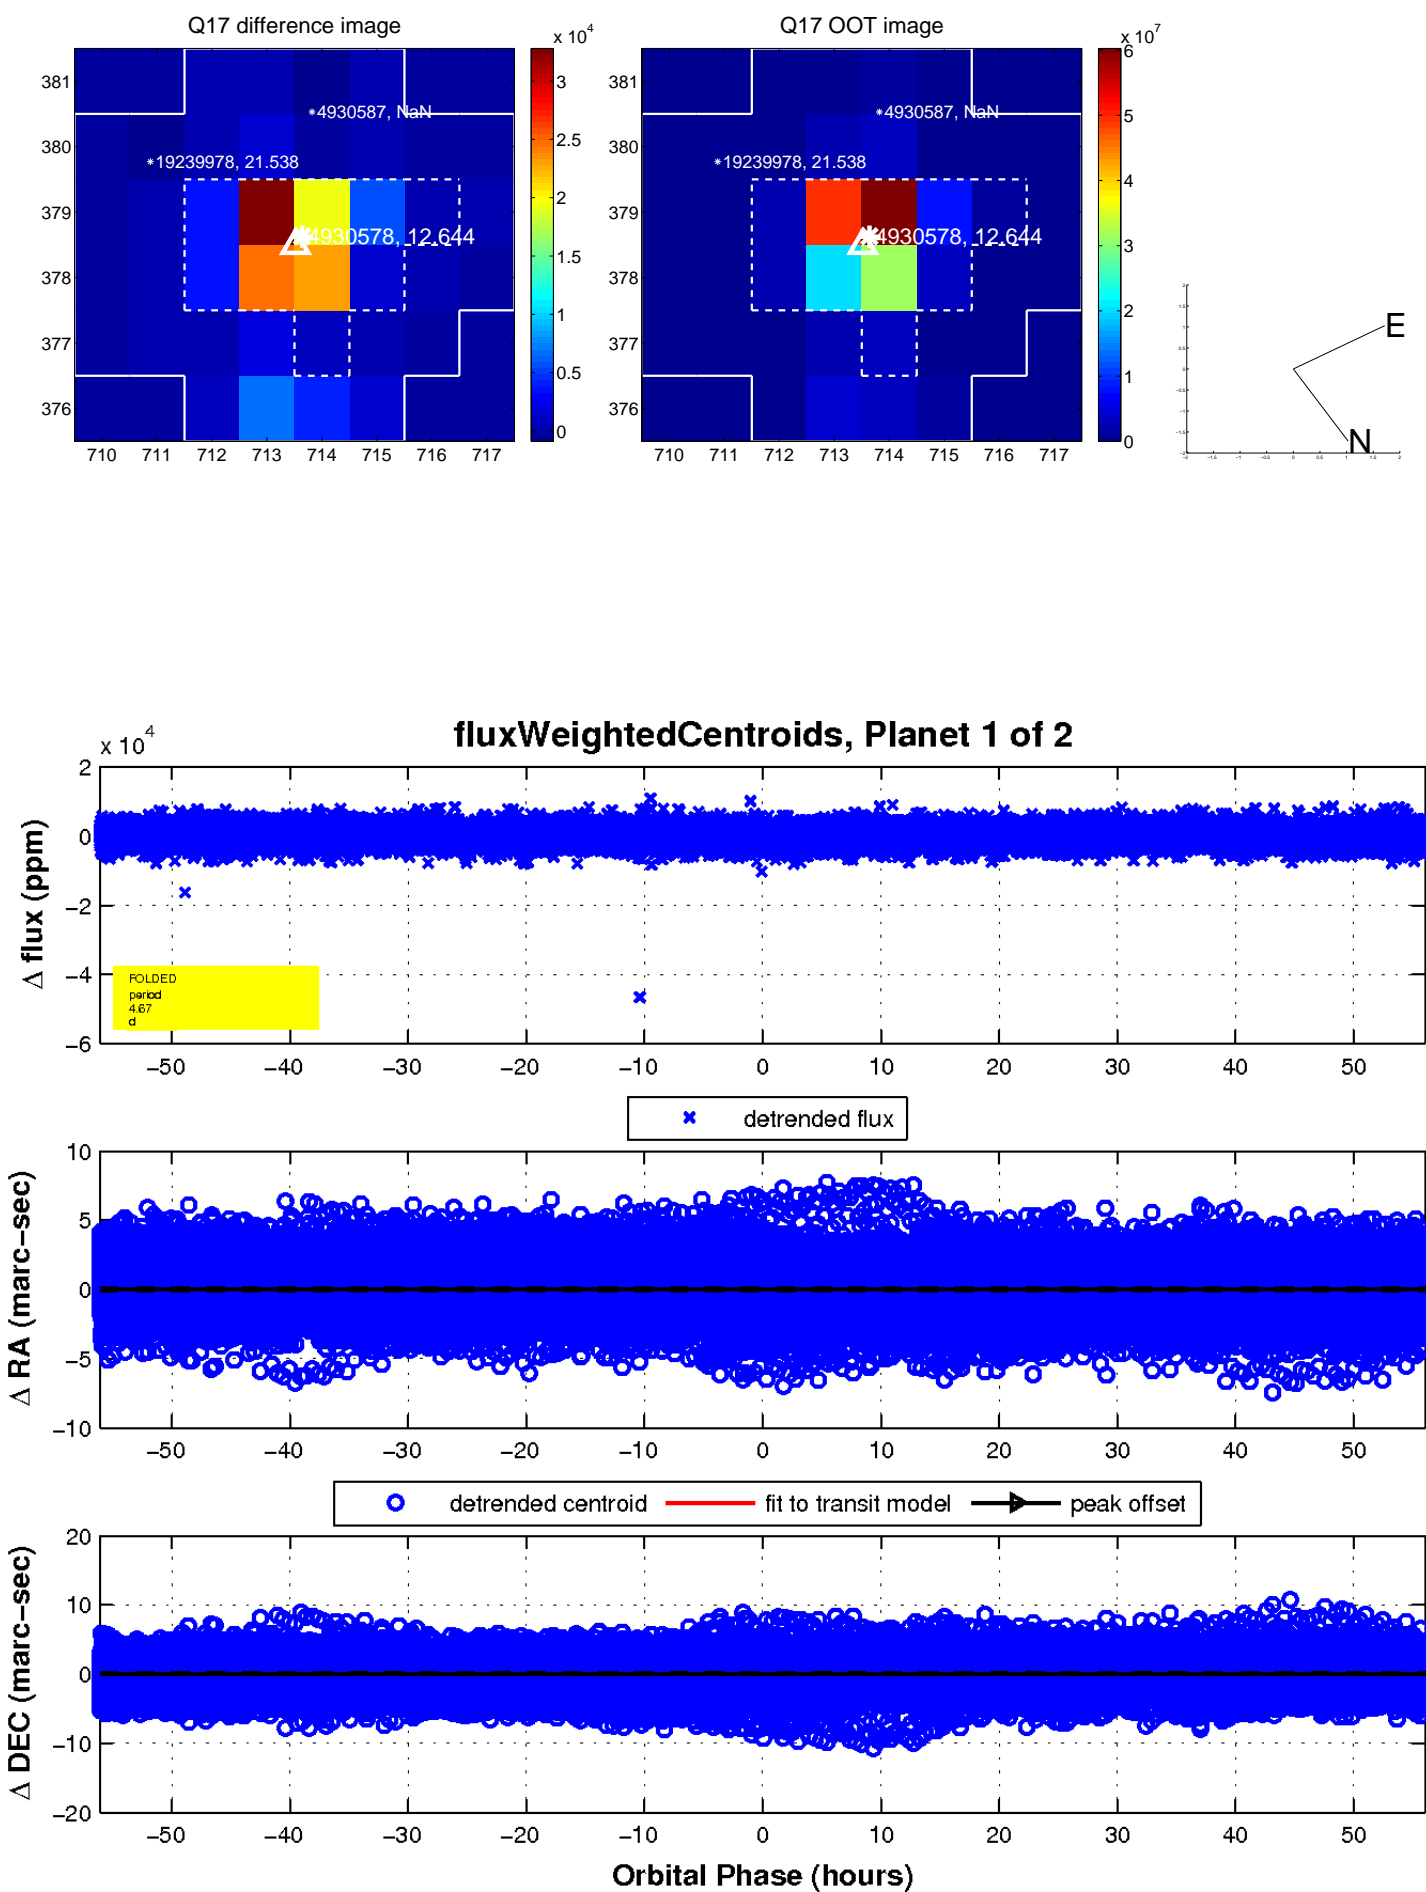 Q17 difference image
Q17 OOT image
x 10^4
x 10^7
381
380
379
378
377
376
710 711 712 713 714 715 716 717
*4930587, NaN
*19239978, 21.538
4930578, 12.644
3
2.5
2
1.5
1
0.5
0
381
380
379
378
377
376
710 711 712 713 714 715 716 717
*4930587, NaN
*19239978, 21.538
4930578, 12.644
6
5
4
3
2
1
0
E
N
fluxWeightedCentroids, Planet 1 of 2
x 10^4
Δ flux (ppm)
2
0
−2
−4
−6
FOLDED
period
4.67
d
−50 −40 −30 −20 −10 0 10 20 30 40 50
detrended flux
Δ RA (marc−sec)
10
5
0
−5
−10
−50 −40 −30 −20 −10 0 10 20 30 40 50
detrended centroid fit to transit model peak offset
Δ DEC (marc−sec)
20
10
0
−10
−20
−50 −40 −30 −20 −10 0 10 20 30 40 50
Orbital Phase (hours)